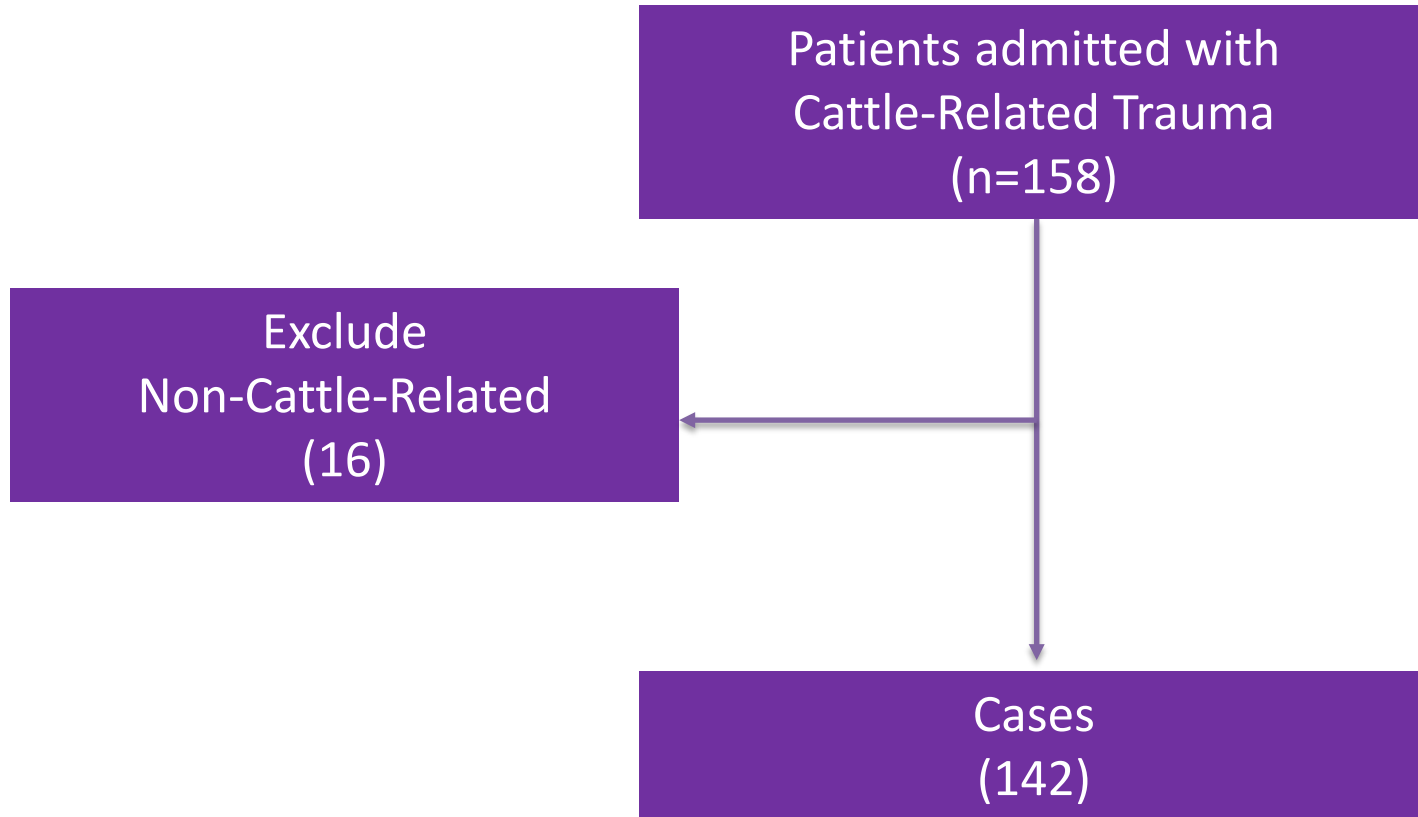 Patients admitted with
Cattle-Related Trauma
(n=158)
Exclude
Non-Cattle-Related
(16)
Cases
(142)